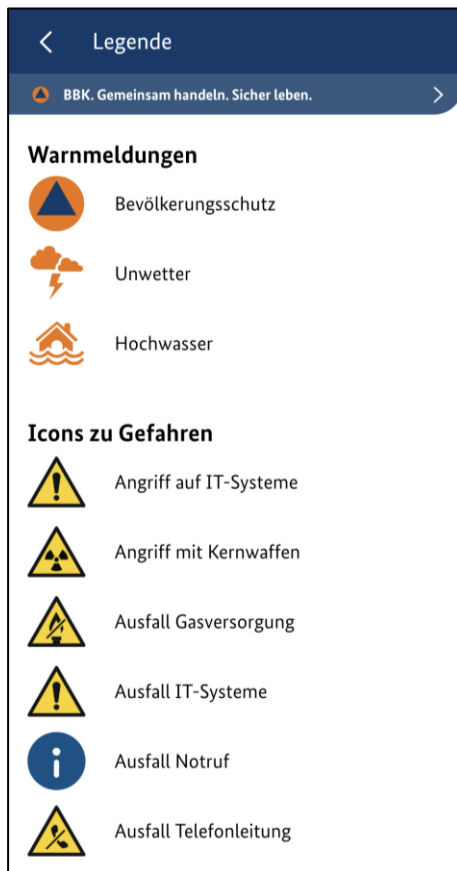 Legende
BBK. Gemeinsam handeln. Sicher leben.
Warnmeldungen
Bevölkerungsschutz
Unwetter
Hochwasser
Icons zu Gefahren
Angriff auf IT-Systeme
Angriff mit Kernwaffen
Ausfall Gasversorgung
Ausfall IT-Systeme
Ausfall Notruf
Ausfall Telefonleitung